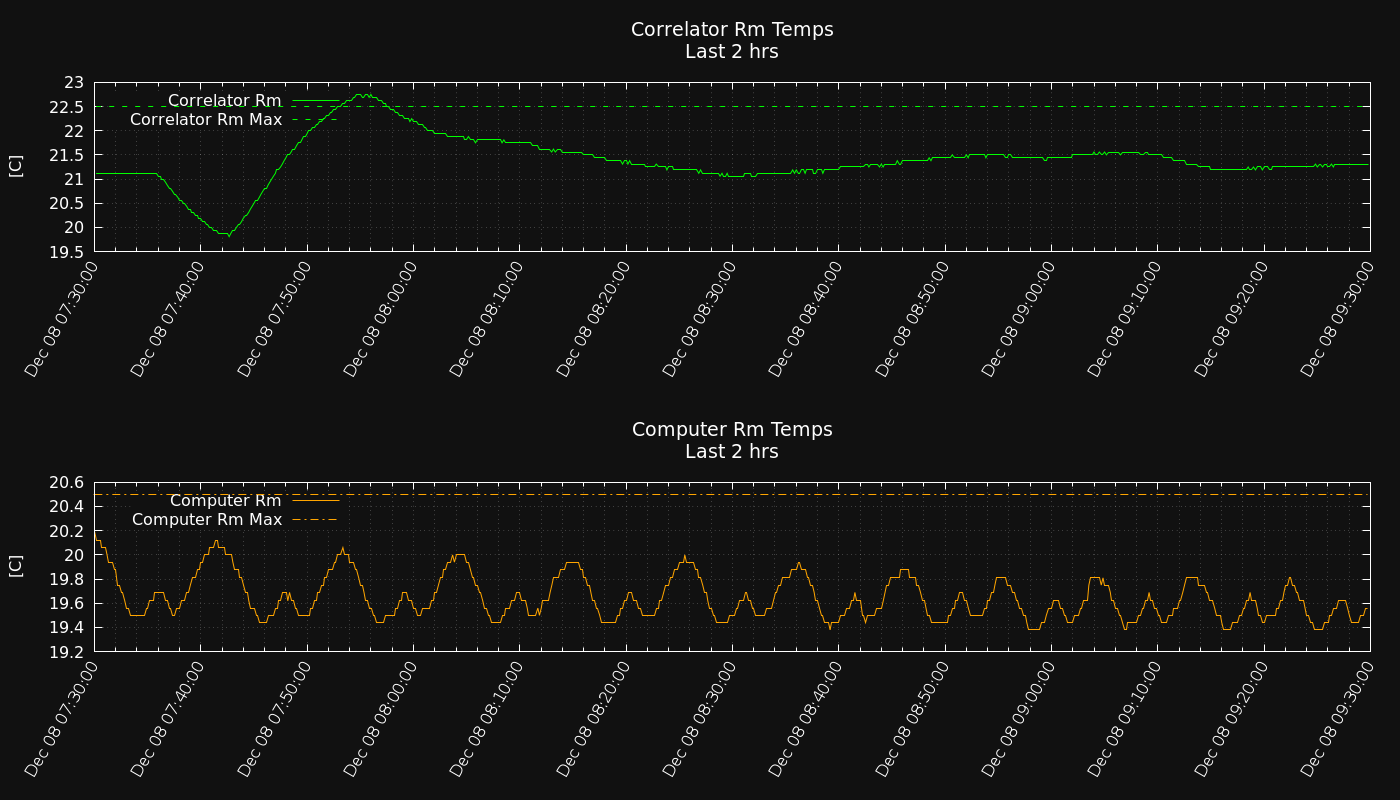 Correlator Rm Temps
Last 2 hrs
23
22.5
22
21.5
21
20.5
20
19.5
[C]
Correlator Rm
Correlator Rm Max
Dec 08 07:30:00
Dec 08 07:40:00
Dec 08 07:50:00
Dec 08 08:00:00
Dec 08 08:10:00
Dec 08 08:20:00
Dec 08 08:30:00
Dec 08 08:40:00
Dec 08 08:50:00
Dec 08 09:00:00
Dec 08 09:10:00
Dec 08 09:20:00
Dec 08 09:30:00
Computer Rm Temps
Last 2 hrs
20.6
20.4
20.2
20
19.8
19.6
19.4
19.2
[C]
Computer Rm
Computer Rm Max
Dec 08 07:30:00
Dec 08 07:40:00
Dec 08 07:50:00
Dec 08 08:00:00
Dec 08 08:10:00
Dec 08 08:20:00
Dec 08 08:30:00
Dec 08 08:40:00
Dec 08 08:50:00
Dec 08 09:00:00
Dec 08 09:10:00
Dec 08 09:20:00
Dec 08 09:30:00